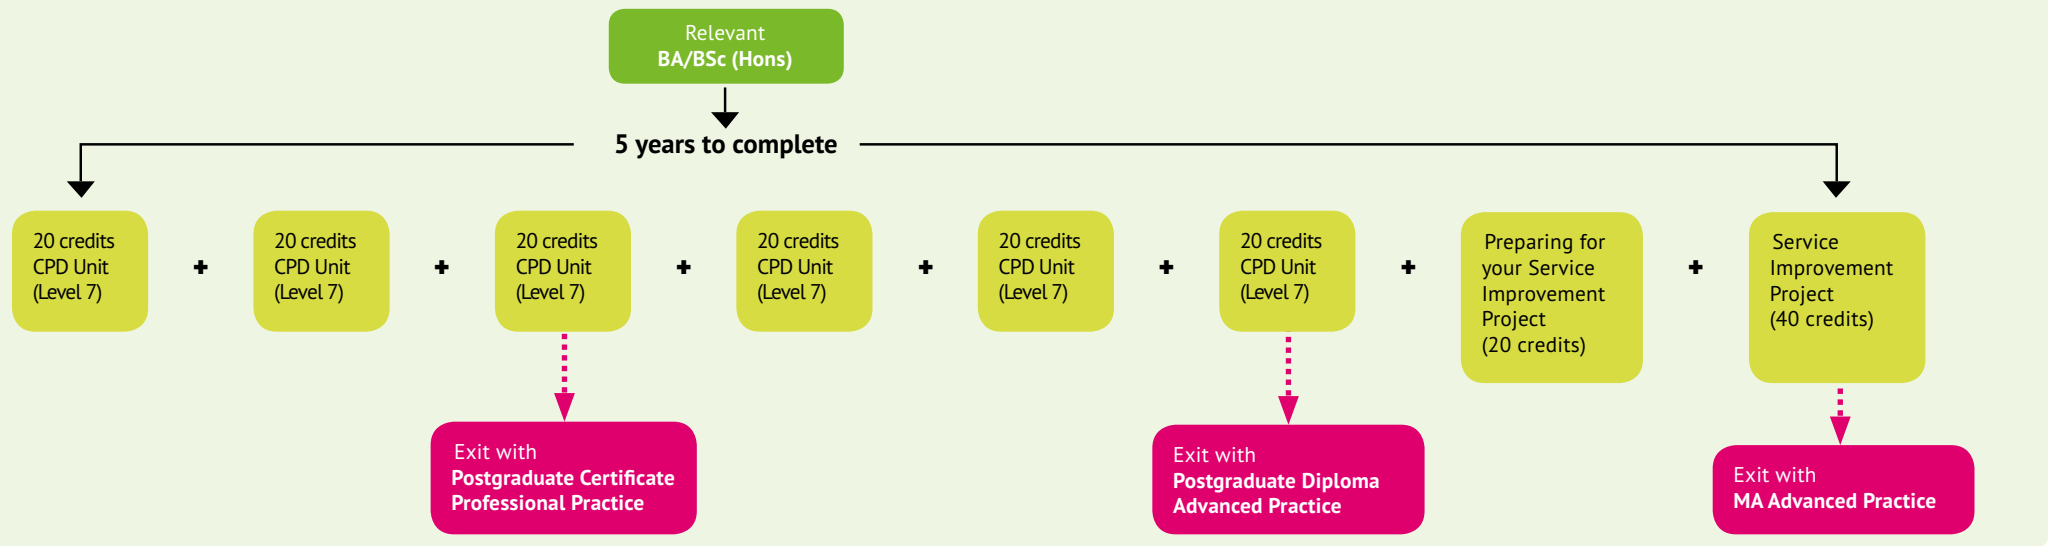 Relevant
BA/BSc (Hons)
5 years to complete
20 credits
CPD Unit
(Level 7)
+
20 credits
CPD Unit
(Level 7)
+
20 credits
CPD Unit
(Level 7)
+
20 credits
CPD Unit
(Level 7)
+
20 credits
CPD Unit
(Level 7)
+
20 credits
CPD Unit
(Level 7)
+
Preparing for
your Service
Improvement
Project
(20 credits)
+
Service
Improvement
Project
(40 credits)
Exit with
Postgraduate Certificate
Professional Practice
Exit with
Postgraduate Diploma
Advanced Practice
Exit with
MA Advanced Practice